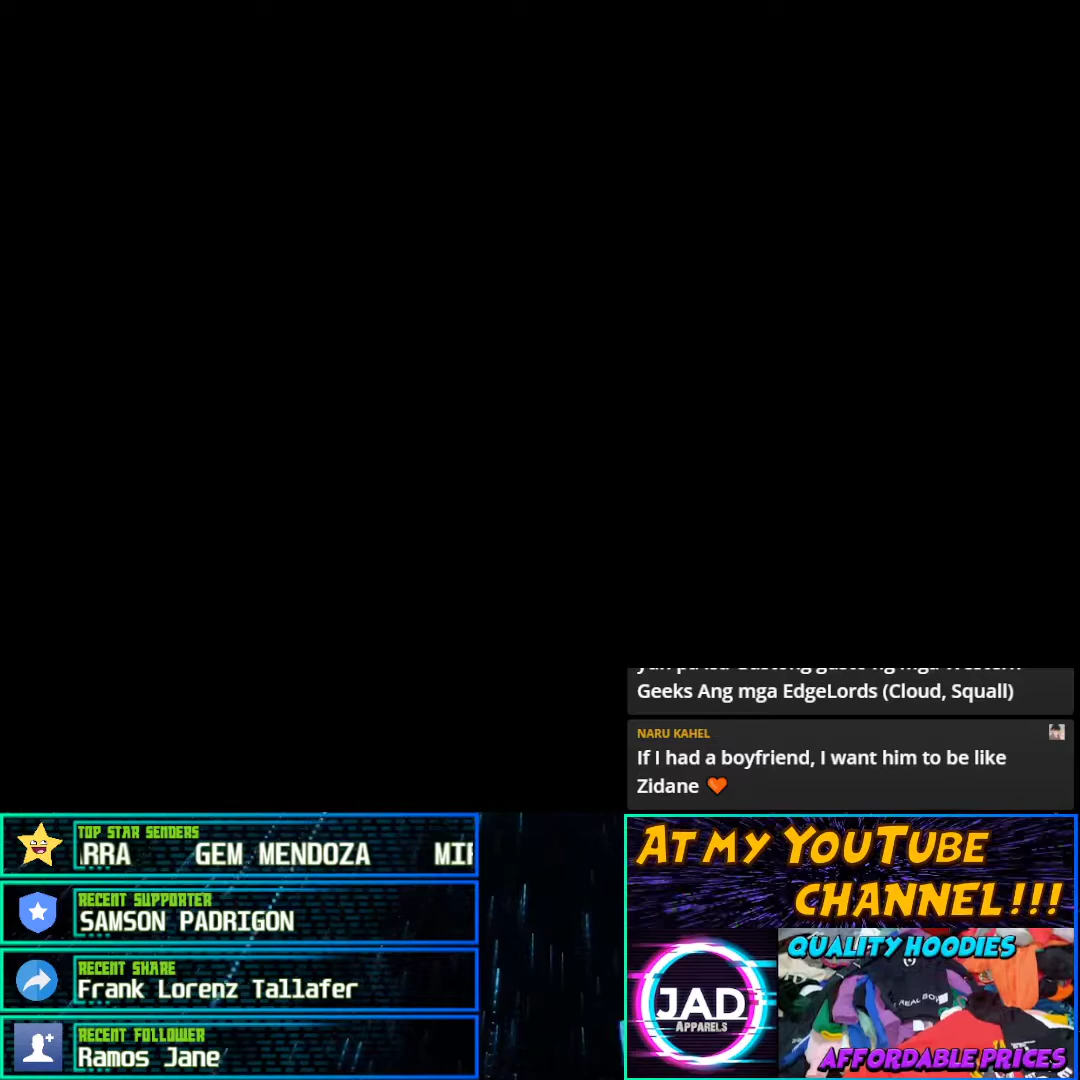 Geeks Ang mga EdgeLords (Cloud, Squall)
NARU KAHEL
If I had a boyfriend, I want him to be like
Zidane 🧡
TOP STAR SENDERS
RRA GEM MENDOZA
RECENT SUPPORTER
SAMSON PADRIGON
RECENT SHARE
Frank Lorenz Tallafer
RECENT FOLLOWER
Ramos Jane
AT MY YOUTUBE
CHANNEL!!!
JAD
APPARELS
QUALITY HOODIES
AFFORDABLE PRICES